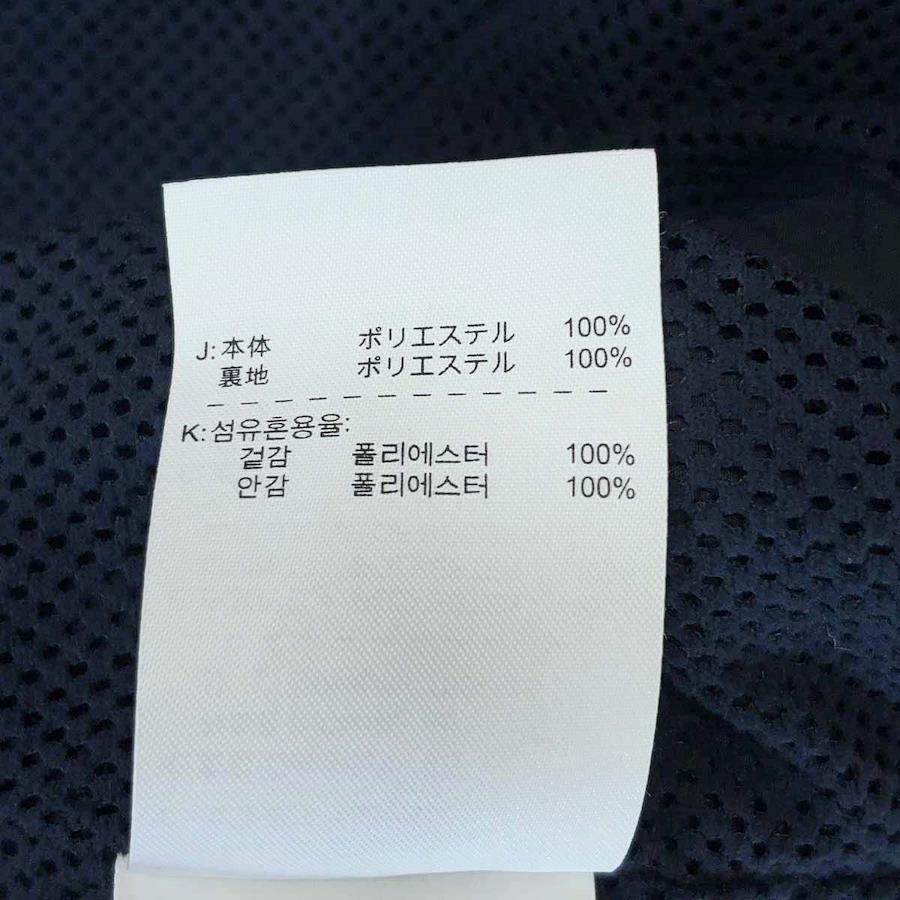 J:本体 ポリエステル 100%
裏地 ポリエステル 100%
K:섬유혼용율:
겉감 폴리에스터 100%
안감 폴리에스터 100%